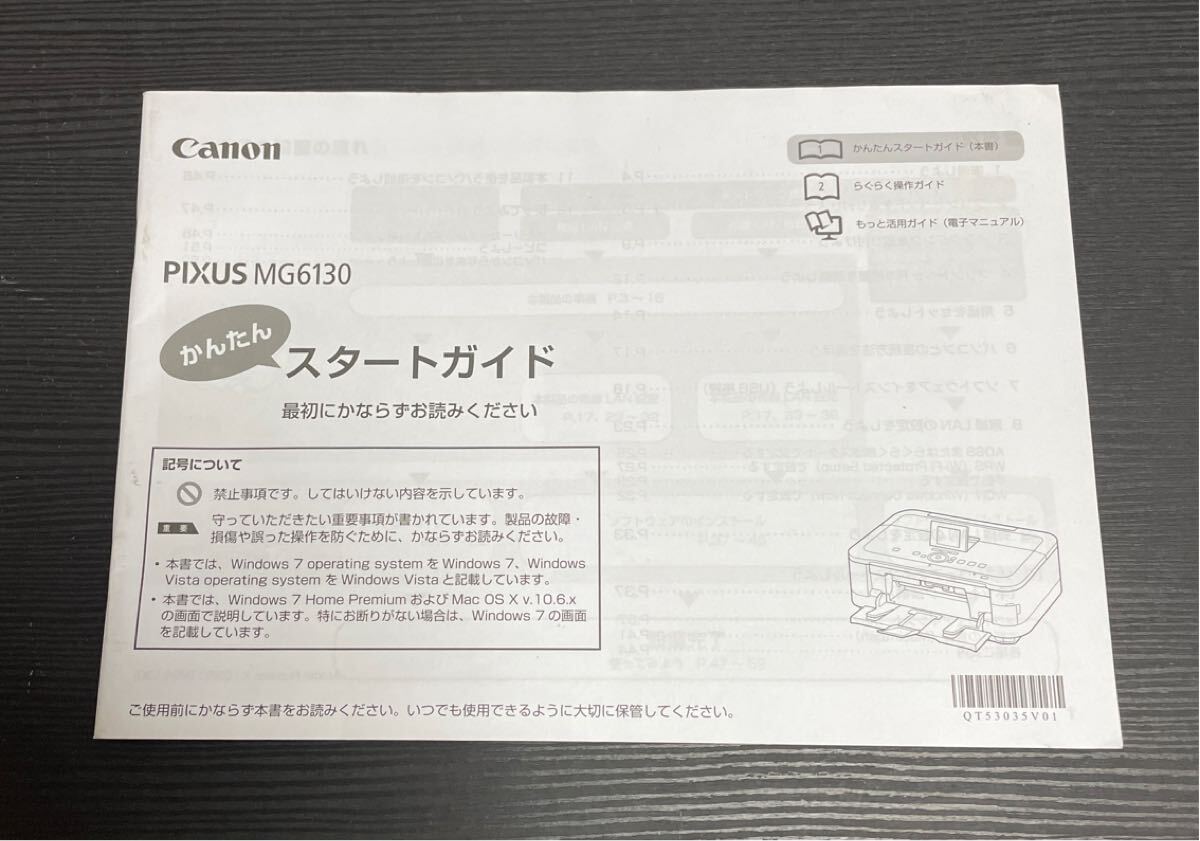 Canon
1 かんたんスタートガイド(本書)
2 らくらく操作ガイド
もっと活用ガイド(電子マニュアル)
PIXUS MG6130
かんたん
スタートガイド
最初にかならずお読みください
記号について
禁止事項です。してはいけない内容を示しています。
重要 守っていただきたい重要事項が書かれています。製品の故障・
損傷や誤った操作を防ぐために、かならずお読みください。
• 本書では、Windows 7 operating system を Windows 7、Windows
Vista operating system を Windows Vista と記載しています。
• 本書では、Windows 7 Home Premium および Mac OS X v.10.6.x
の画面で説明しています。特にお断りがない場合は、Windows 7 の画面
を記載しています。
QT53035V01
ご使用前にかならず本書をお読みください。いつでも使用できるように大切に保管してください。